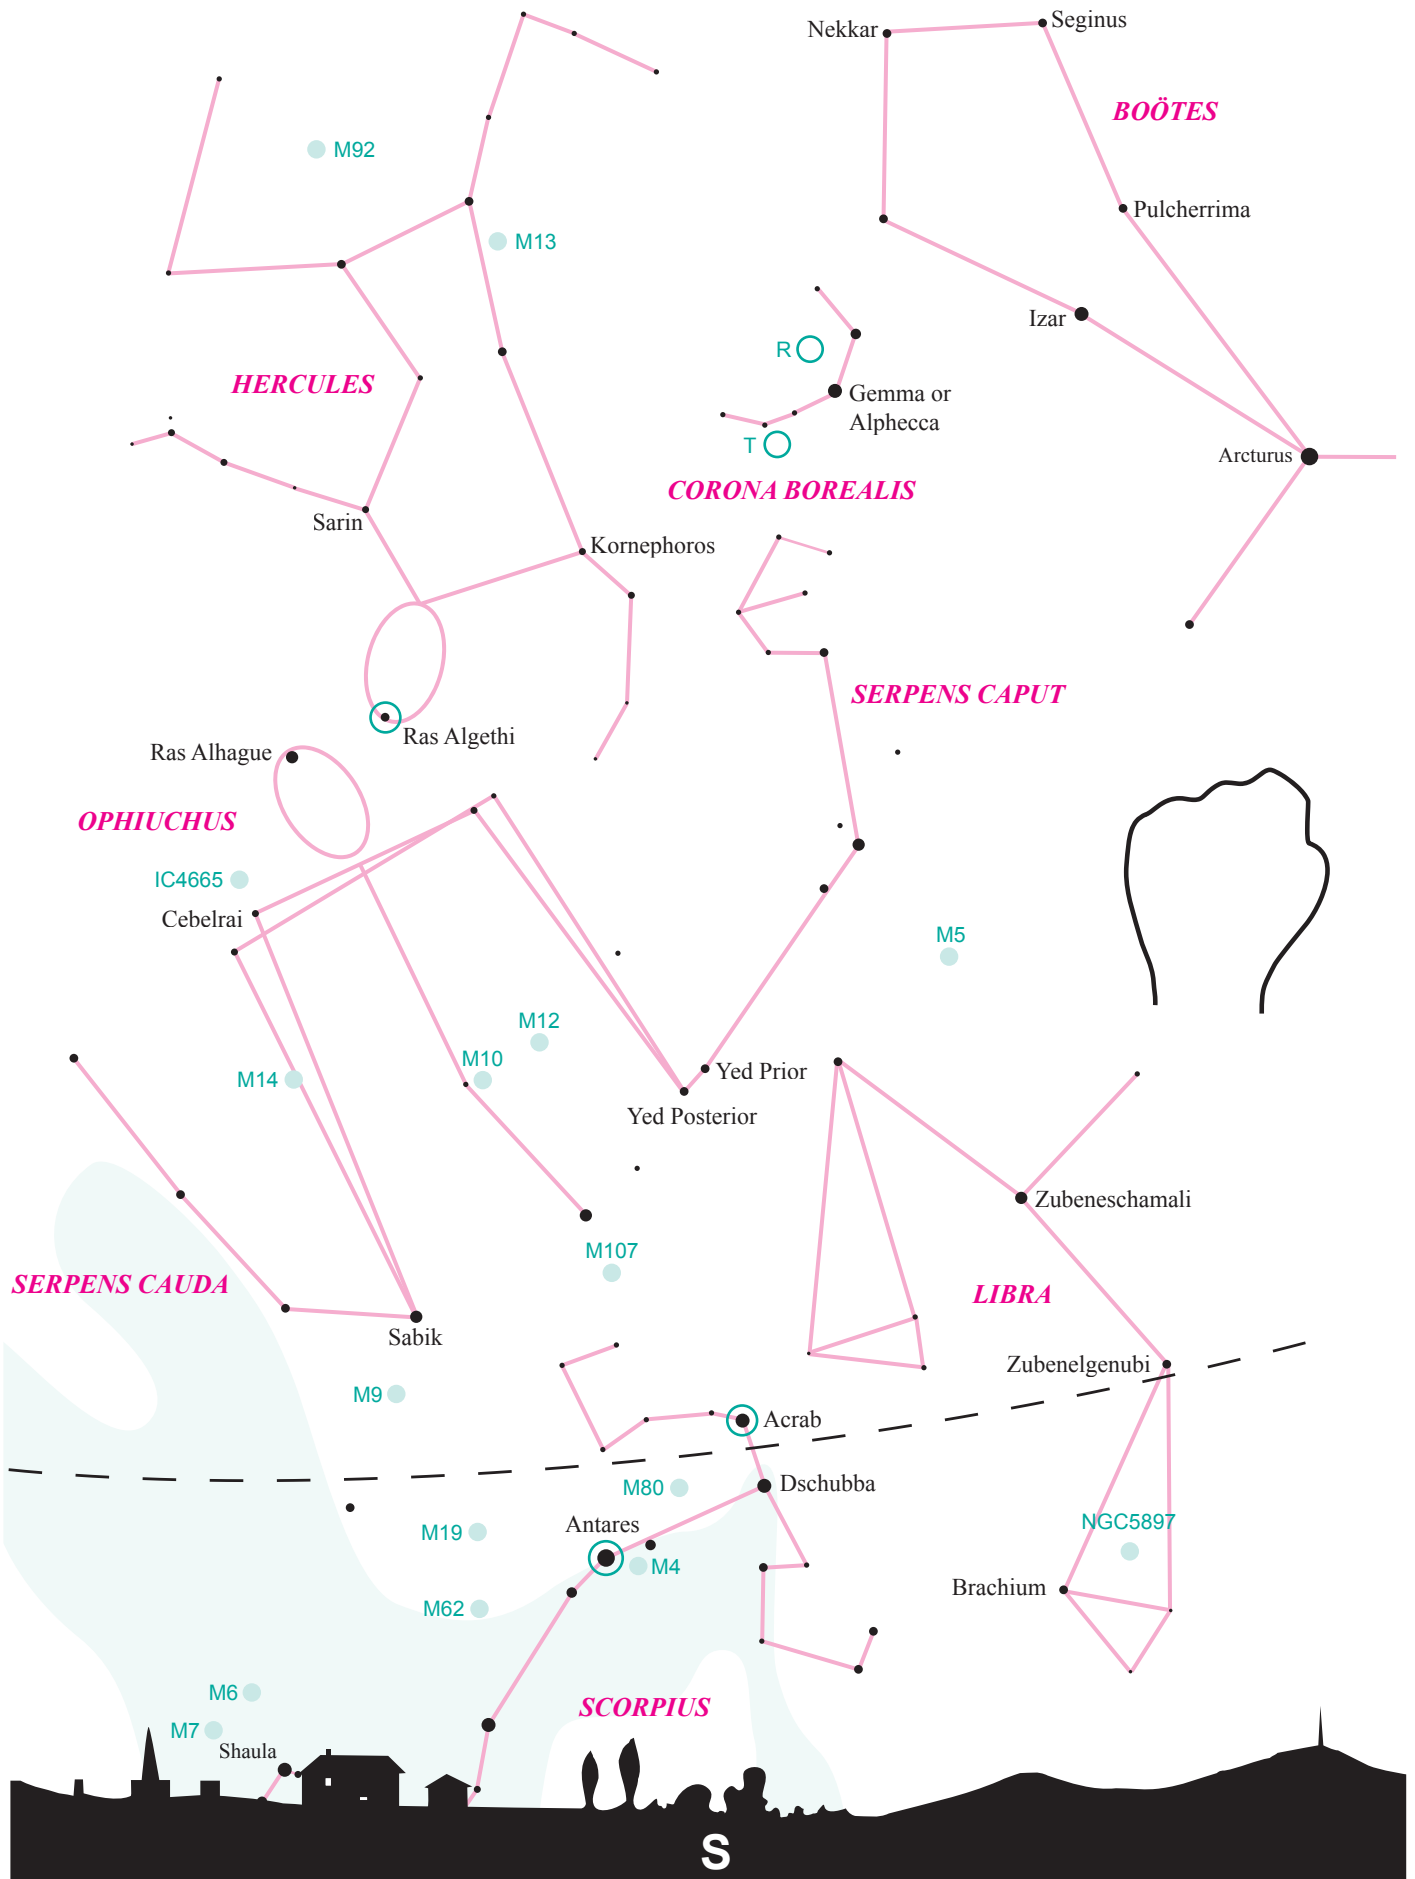 Nekkar
Seginus
BOÖTES
M92
Pulcherrima
M13
Izar
R
HERCULES
Gemma or
Alphecca
T
Arcturus
CORONA BOREALIS
Sarin
Kornephoros
SERPENS CAPUT
Ras Algethi
Ras Alhague
OPHIUCHUS
IC4665
Cebelrai
M5
M12
M10
M14
Yed Prior
Yed Posterior
Zubeneschamali
M107
SERPENS CAUDA
LIBRA
Sabik
Zubenelgenubi
M9
Acrab
M80
Dschubba
Antares
M19
NGC5897
M4
Brachium
M62
M6
SCORPIUS
M7
Shaula
S